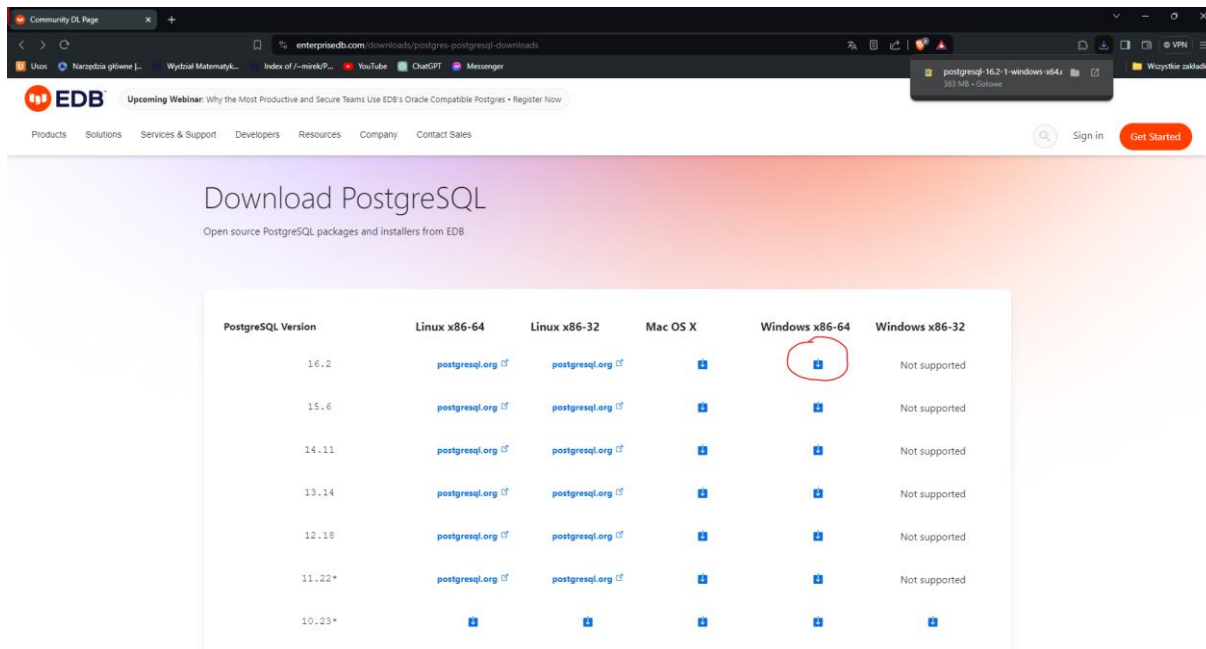 Community DL Page
enterprisedb.com/downloads/postgres-postgresql-downloads
VPN
Usos Narzędzia główne |... Wydział Matematyk... Index of /~mirek/P... YouTube ChatGPT Messenger
Wszystkie zakładki
postgresql-16.2-1-windows-x64.
363 MB • Gotowe
EDB
Upcoming Webinar: Why the Most Productive and Secure Teams Use EDB's Oracle Compatible Postgres • Register Now
Products Solutions Services & Support Developers Resources Company Contact Sales Sign in Get Started
Download PostgreSQL
Open source PostgreSQL packages and installers from EDB
PostgreSQL Version Linux x86-64 Linux x86-32 Mac OS X Windows x86-64 Windows x86-32
16.2 postgresql.org postgresql.org Not supported
15.6 postgresql.org postgresql.org Not supported
14.11 postgresql.org postgresql.org Not supported
13.14 postgresql.org postgresql.org Not supported
12.18 postgresql.org postgresql.org Not supported
11.22* postgresql.org postgresql.org Not supported
10.23*